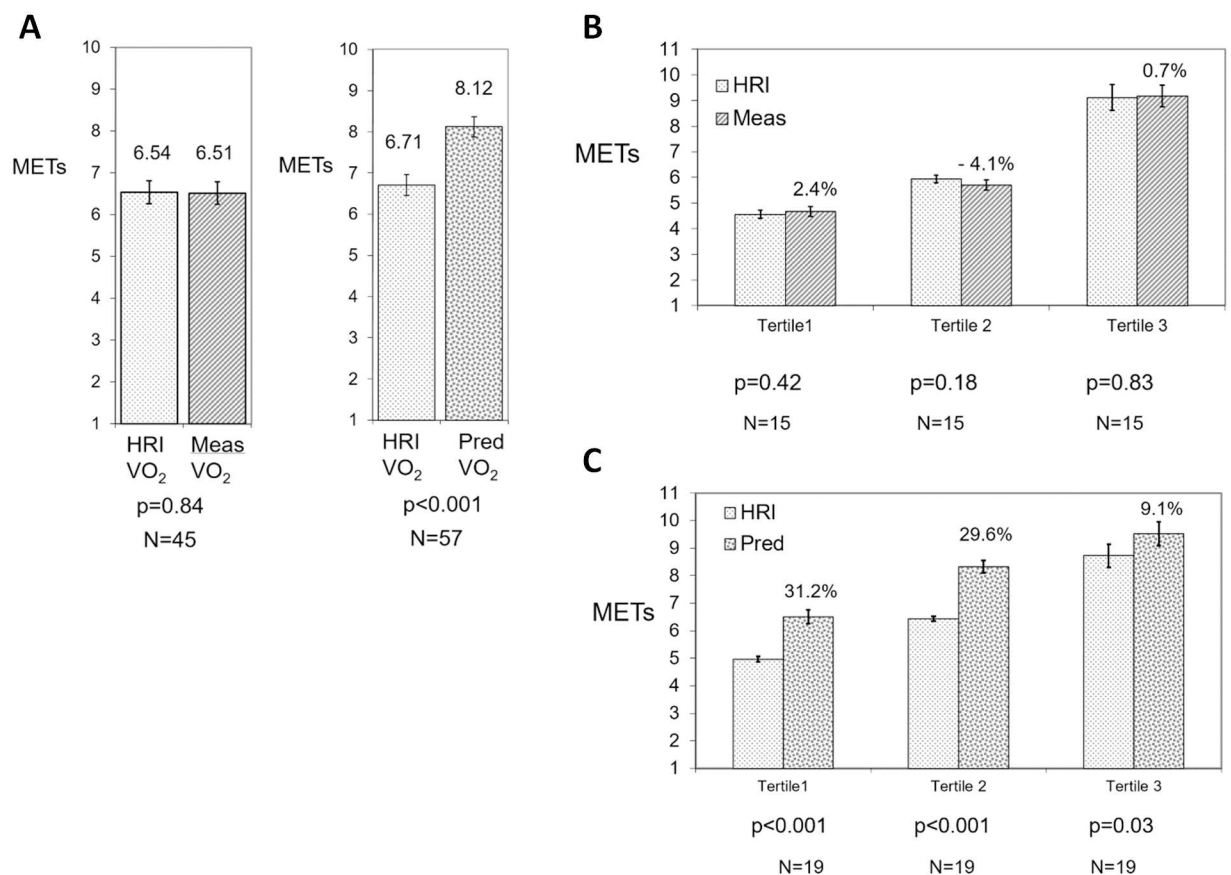 A
10
9
8
7
6
5
4
3
2
1
METs
6.54 6.51
HRI VO2 Meas VO2
p=0.84
N=45
10
9
8
7
6
5
4
3
2
1
METs
6.71 8.12
HRI VO2 Pred VO2
p<0.001
N=57
B
11
10
9
8
7
6
5
4
3
2
1
METs
HRI
Meas
2.4% - 4.1% 0.7%
Tertile1 Tertile 2 Tertile 3
p=0.42 p=0.18 p=0.83
N=15 N=15 N=15
C
11
10
9
8
7
6
5
4
3
2
1
METs
HRI
Pred
31.2% 29.6% 9.1%
Tertile1 Tertile 2 Tertile 3
p<0.001 p<0.001 p=0.03
N=19 N=19 N=19